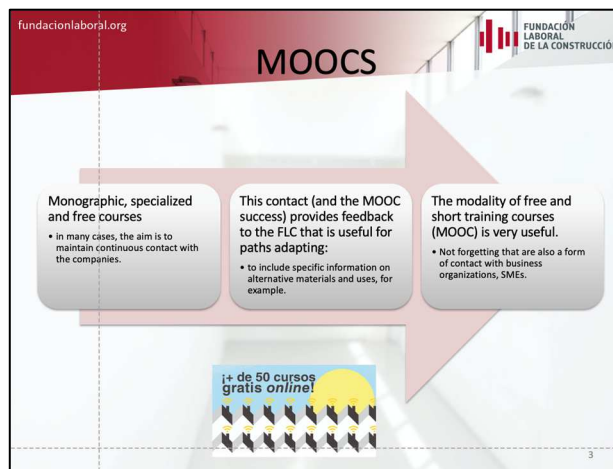 fundacionlaboral.org
FUNDACIÓN
LABORAL
DE LA CONSTRUCCIÓN
MOOCS
Monographic, specialized
and free courses
• in many cases, the aim is to
maintain continuous contact with
the companies.
This contact (and the MOOC
success) provides feedback
to the FLC that is useful for
paths adapting:
• to include specific information on
alternative materials and uses, for
example.
The modality of free and
short training courses
(MOOC) is very useful.
• Not forgetting that are also a form
of contact with business
organizations, SMEs.
¡+ de 50 cursos
gratis online!
3